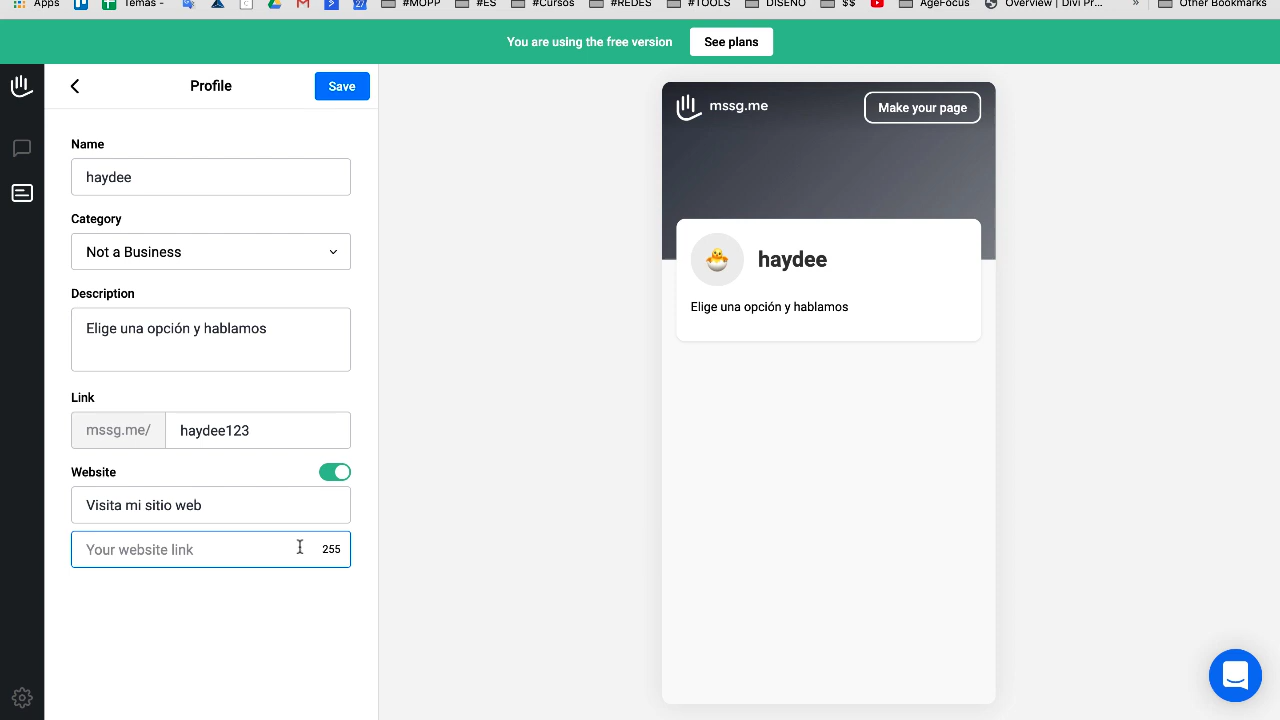 Apps
Temas -
#MOPP
#ES
#Cursos
#REDES
#TOOLS
DISEÑO
$$
AgeFocus
Overview | Divi Pr...
»
Other Bookmarks
You are using the free version
See plans
Profile
Save
Name
haydee
Category
Not a Business
Description
Elige una opción y hablamos
Link
mssg.me/
haydee123
Website
Visita mi sitio web
Your website link
255
mssg.me
Make your page
haydee
Elige una opción y hablamos